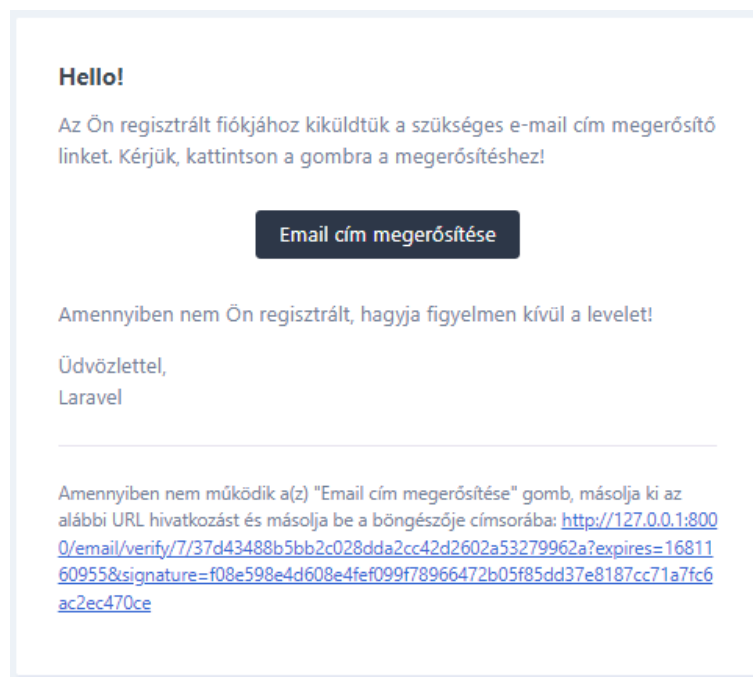 Hello!
Az Ön regisztrált fiókjához kiküldtük a szükséges e-mail cím megerősítő
linket. Kérjük, kattintson a gombra a megerősítéshez!
Email cím megerősítése
Amennyiben nem Ön regisztrált, hagyja figyelmen kívül a levelet!
Üdvözlettel,
Laravel
Amennyiben nem működik a(z) "Email cím megerősítése" gomb, másolja ki az
alábbi URL hivatkozást és másolja be a böngészője címsorába: http://127.0.0.1:800
0/email/verify/7/37d43488b5bb2c028dda2cc42d2602a53279962a?expires=16811
60955&signature=f08e598e4d608e4fef099f78966472b05f85dd37e8187cc71a7fc6
ac2ec470ce